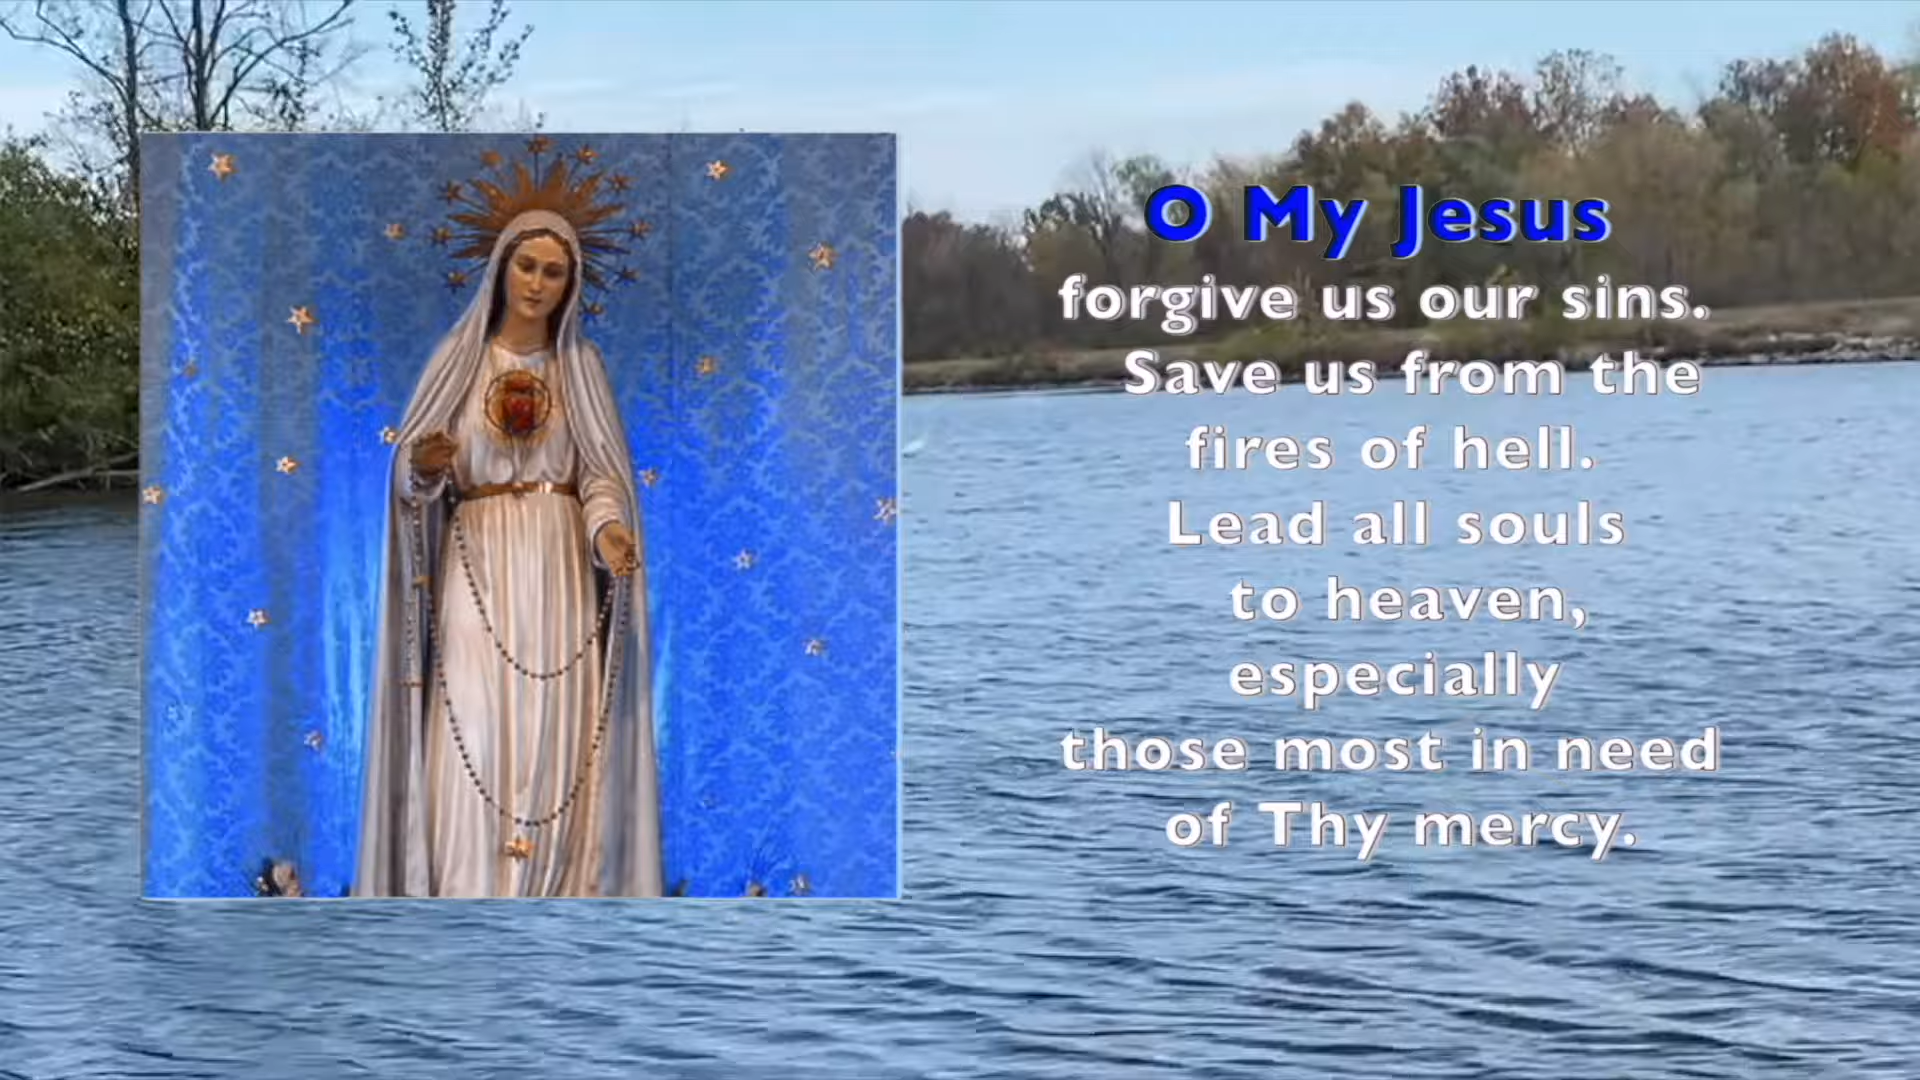 O My Jesus
forgive us our sins.
Save us from the
fires of hell.
Lead all souls
to heaven,
especially
those most in need
of Thy mercy.